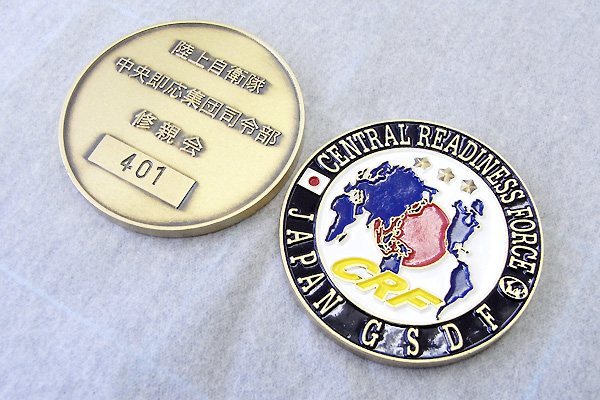 陸上自衛隊
中央即応集団司令部
修親会
401
CENTRAL READINESS FORCE
CRF
JAPAN GSDF